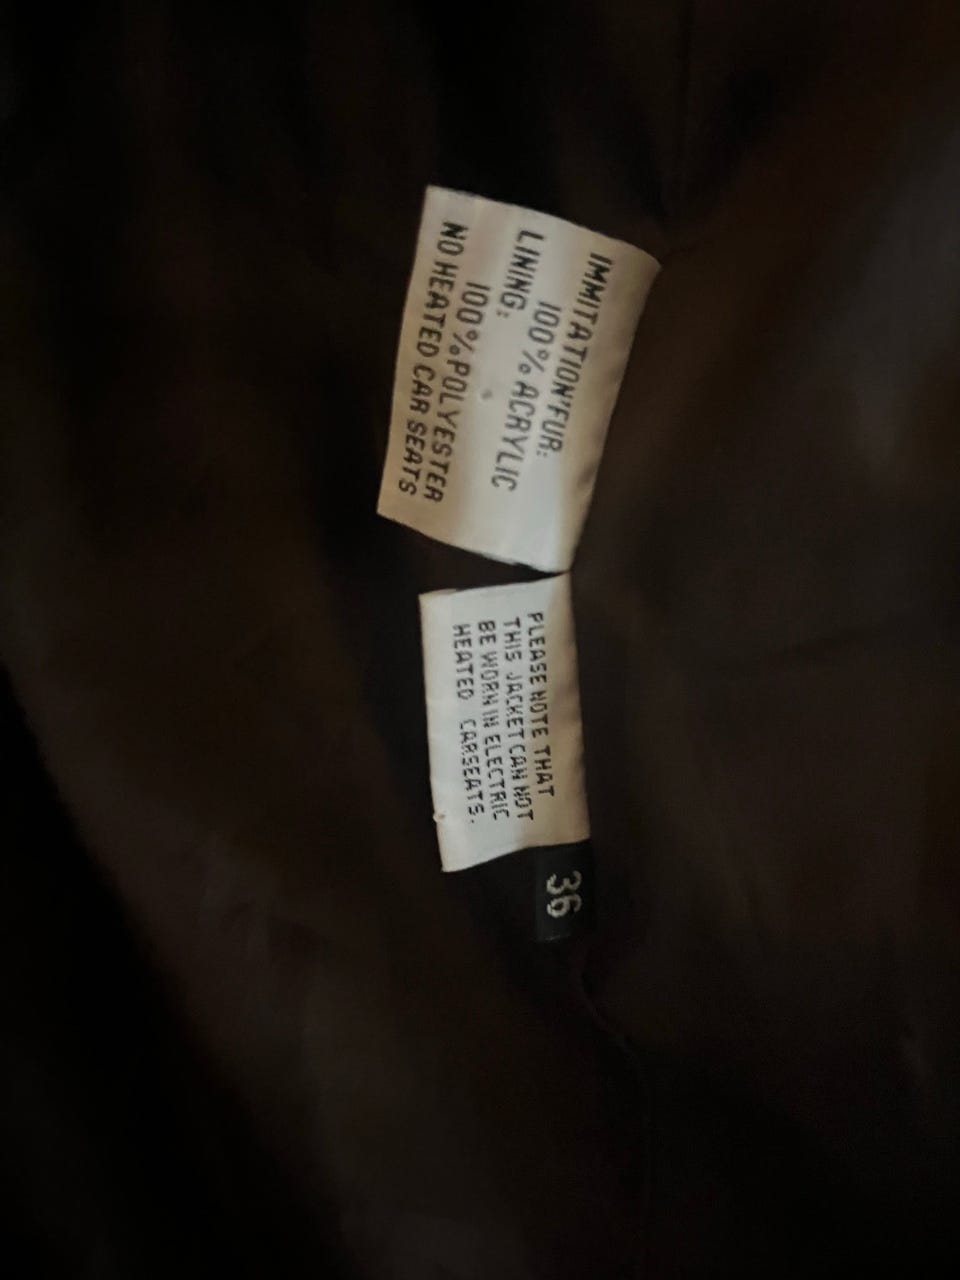 IMMITATION'FUR:
100% ACRYLIC
LINING:
100%POLYESTER
NO HEATED CAR SEATS
PLEASE NOTE THAT
THIS JACKET CAN NOT
BE WORN IN ELECTRIC
HEATED CARSEATS.
36